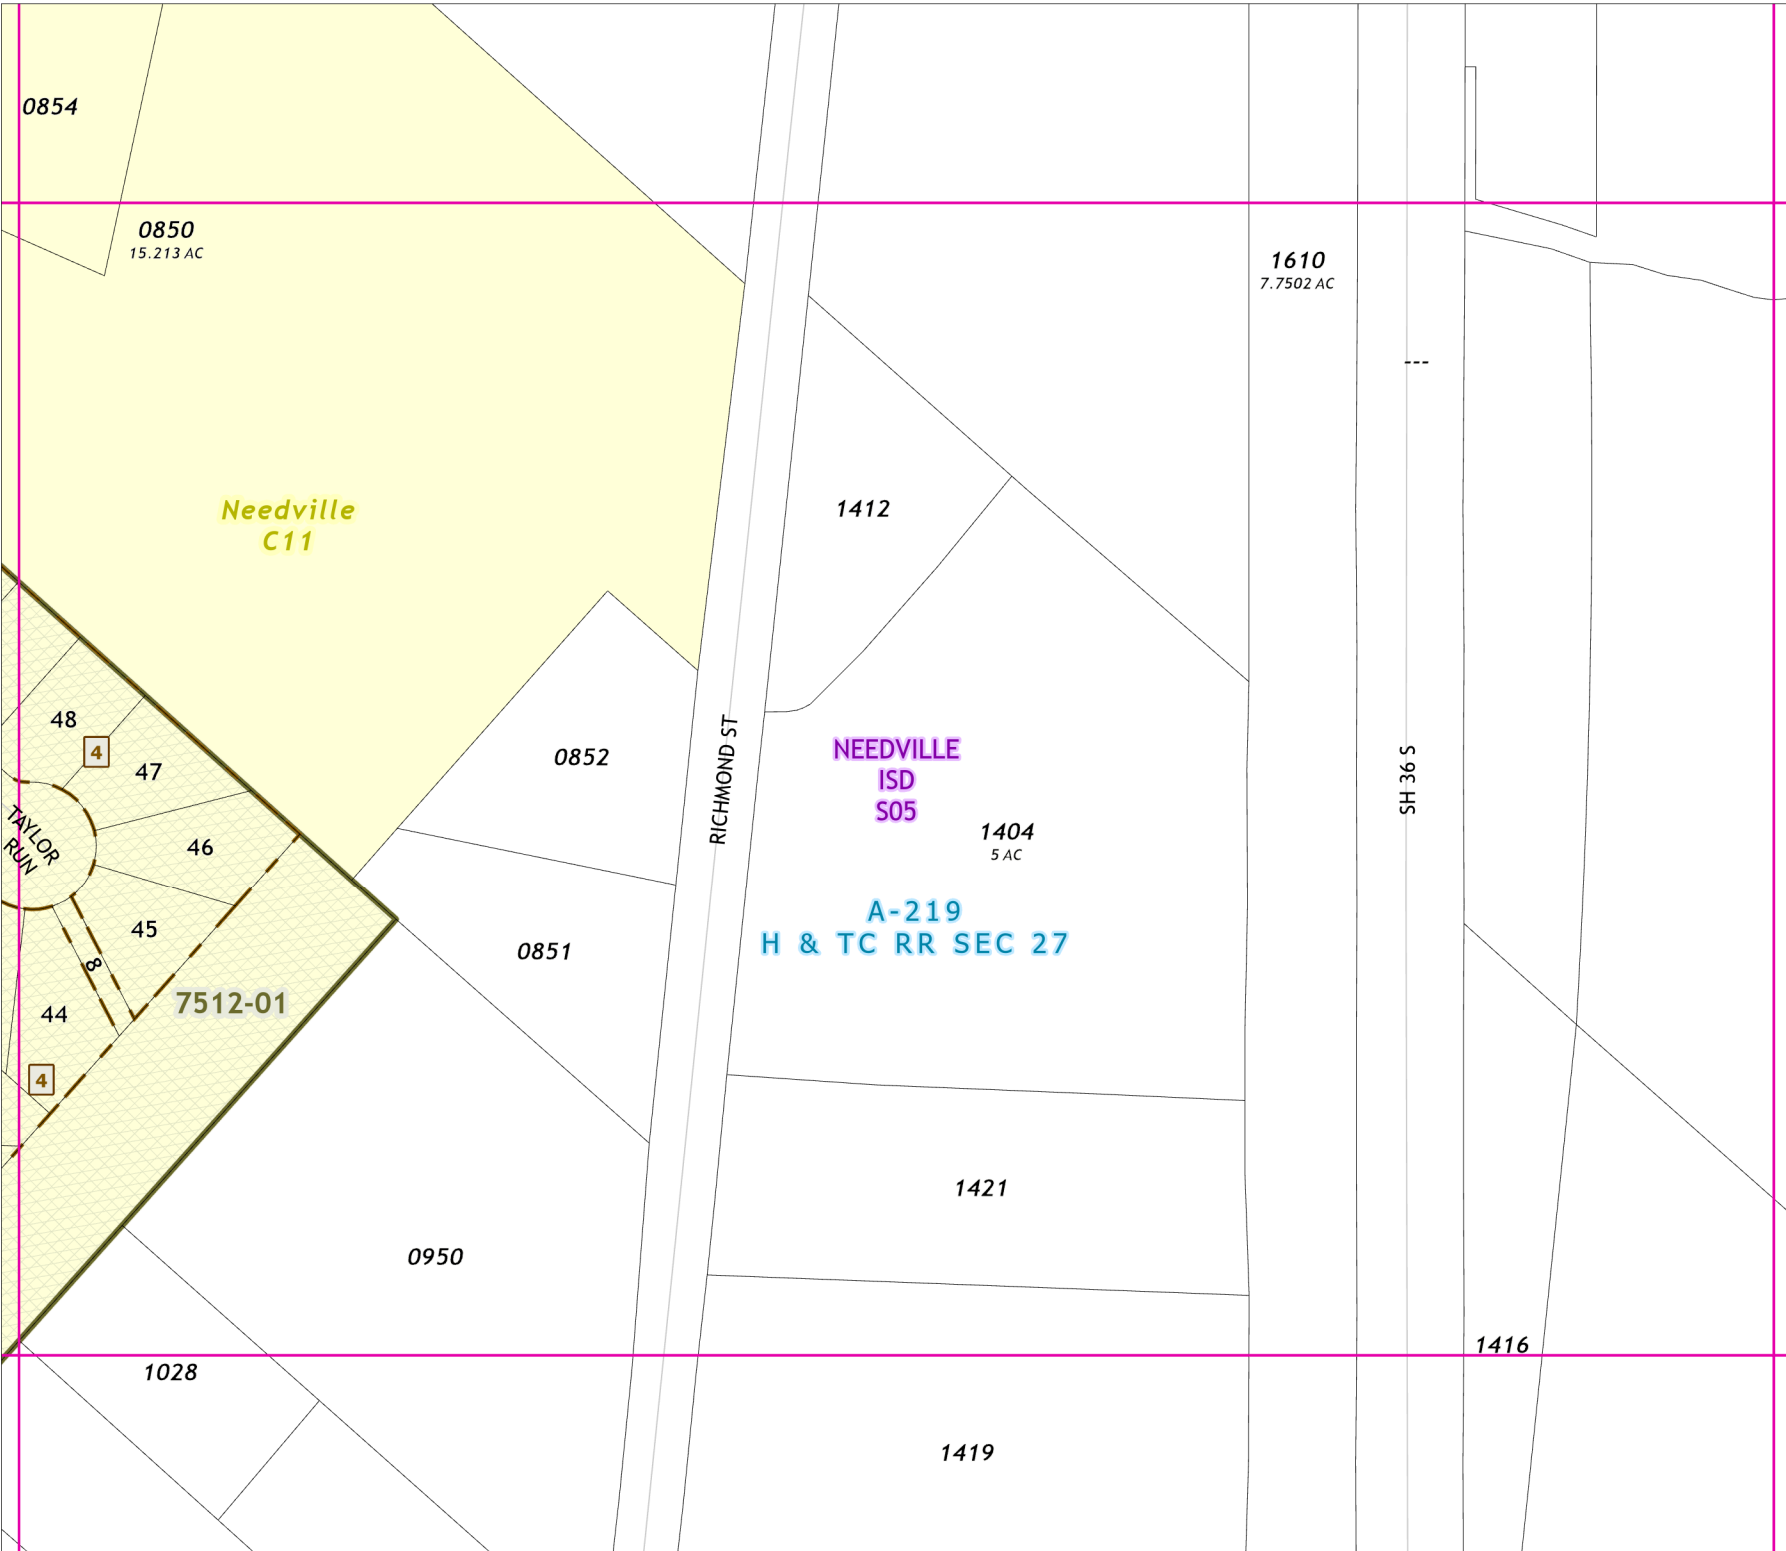 0854
0850
15.213 AC
1610
7.7502 AC
---
Needville
C11
1412
48
4
47
TAYLOR
RUN
46
45
8
44
4
7512-01
0852
0851
RICHMOND ST
NEEDVILLE
ISD
S05
1404
5 AC
A-219
H & TC RR SEC 27
SH 36 S
1421
0950
1416
1028
1419